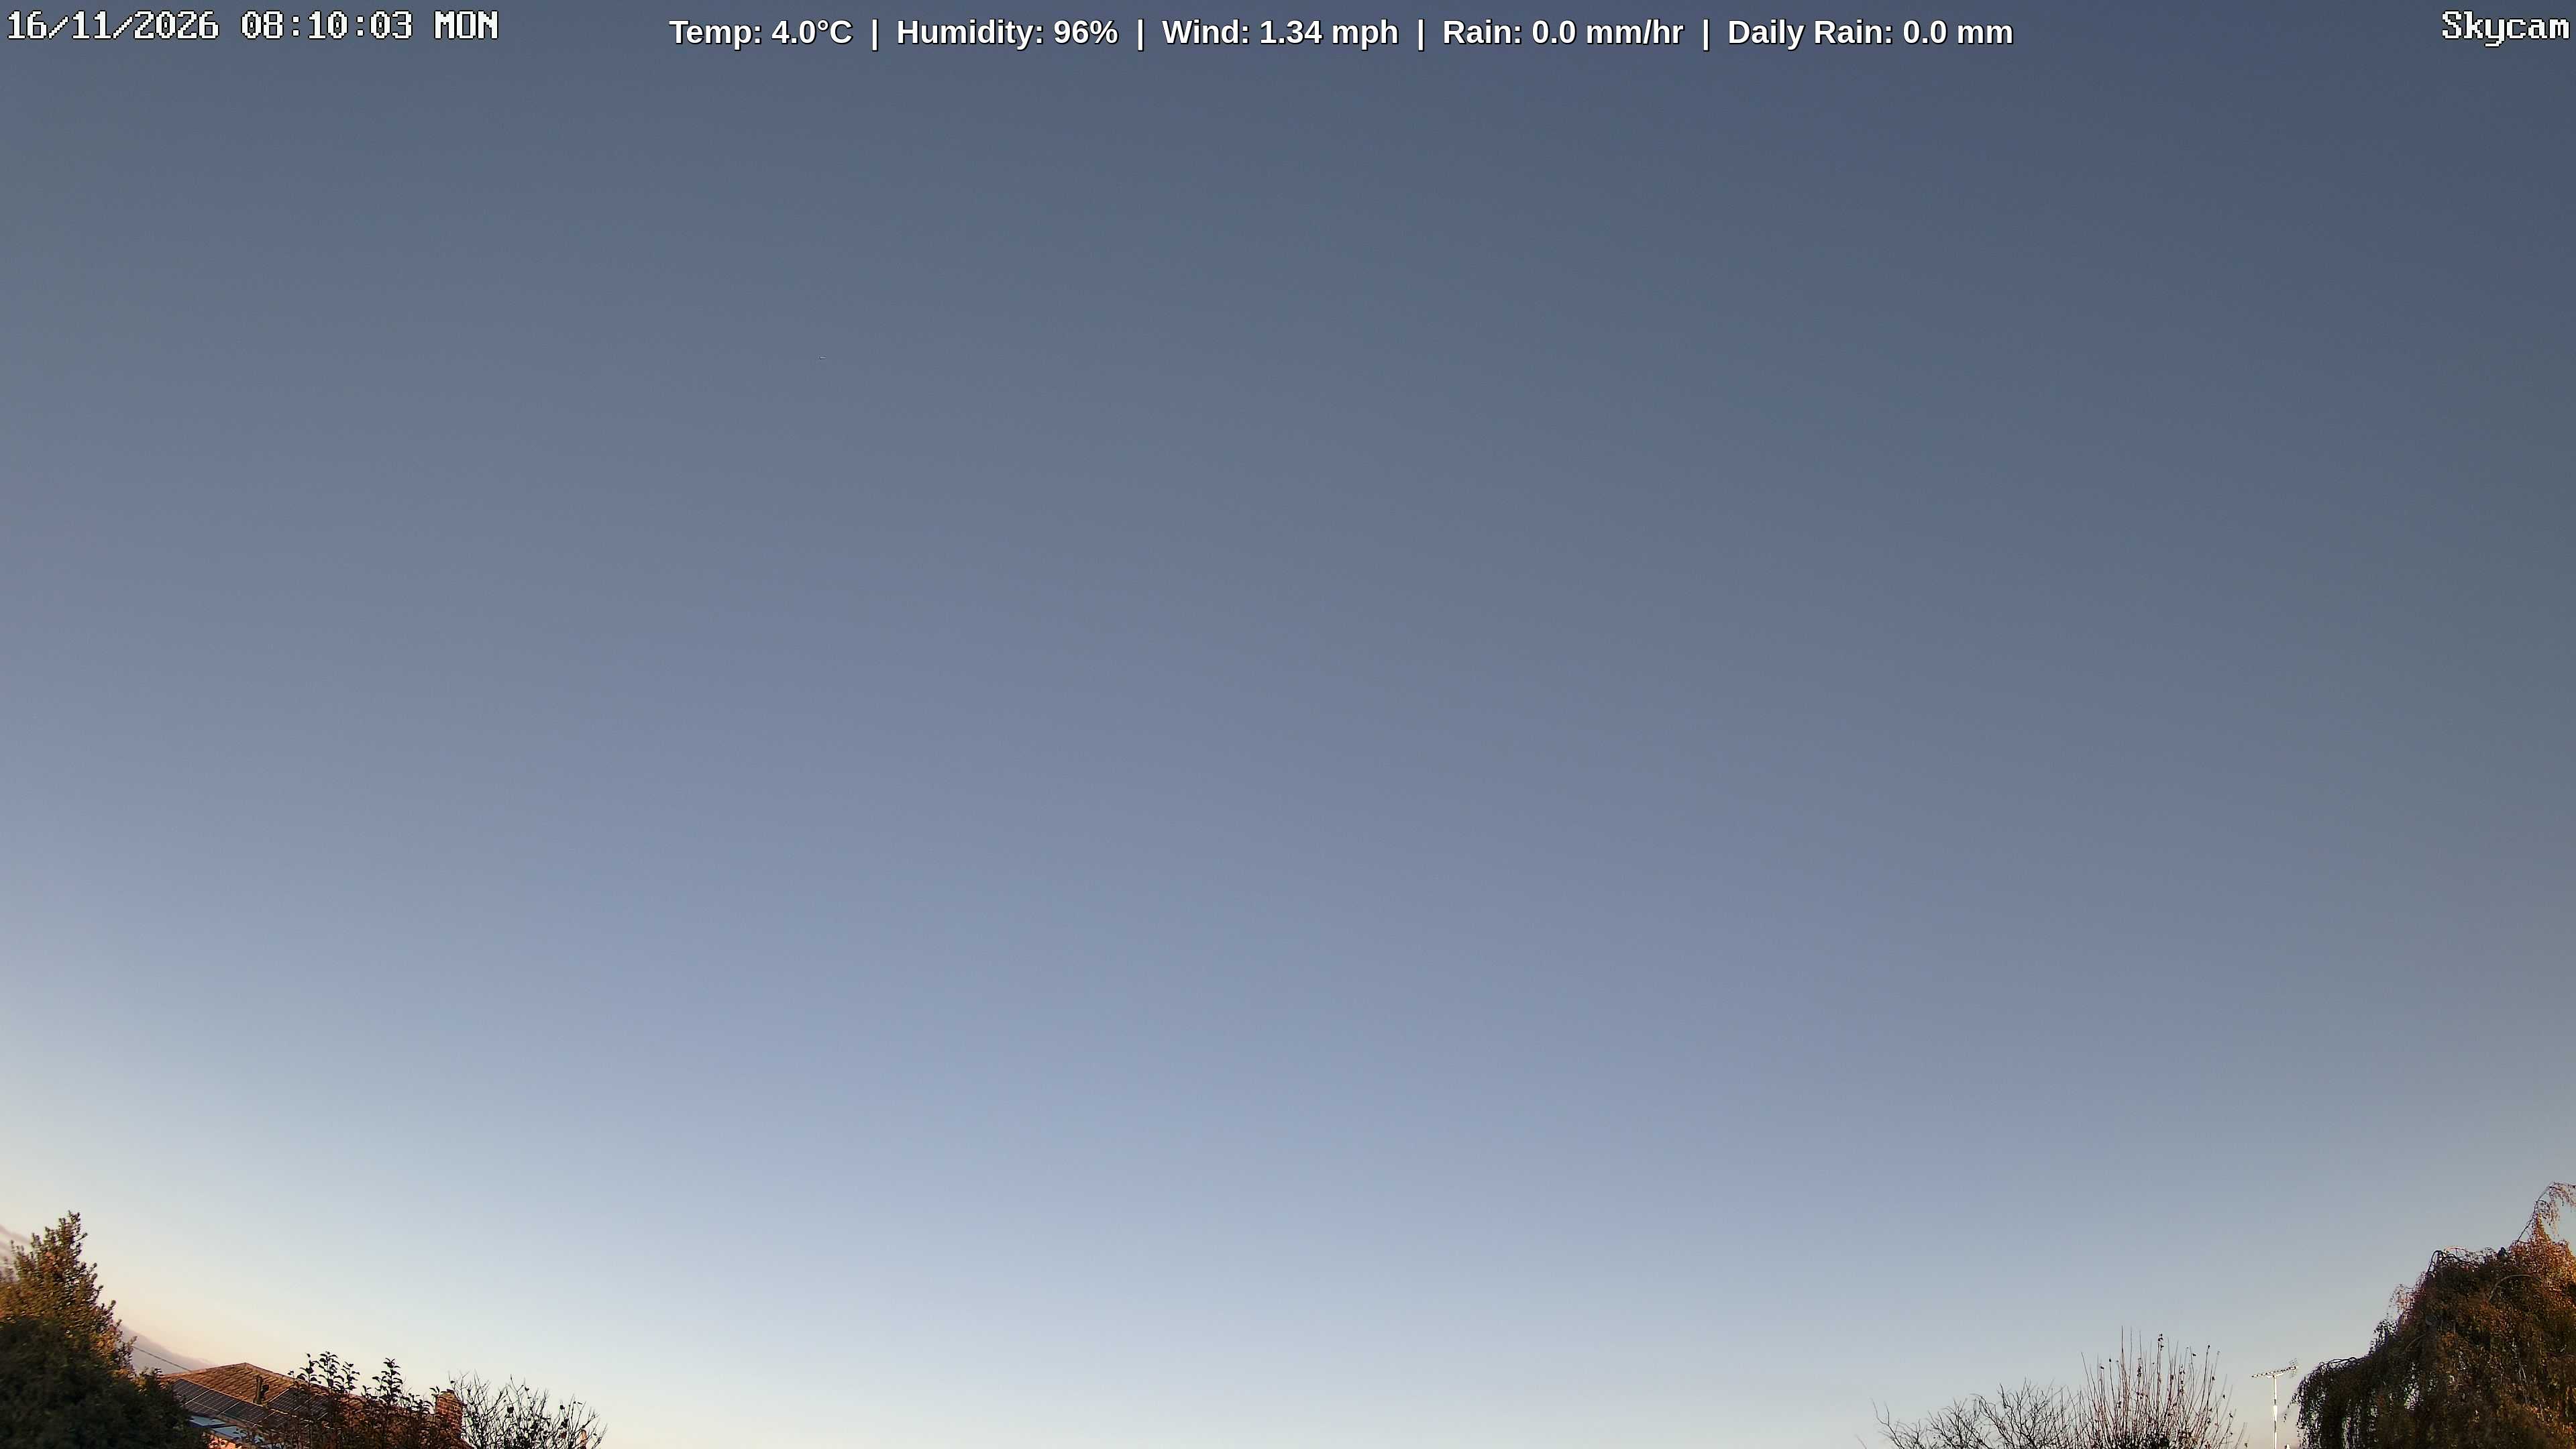 16/11/2026 08:10:03 MON
Temp: 4.0°C | Humidity: 96% | Wind: 1.34 mph | Rain: 0.0 mm/hr | Daily Rain: 0.0 mm
Skycam